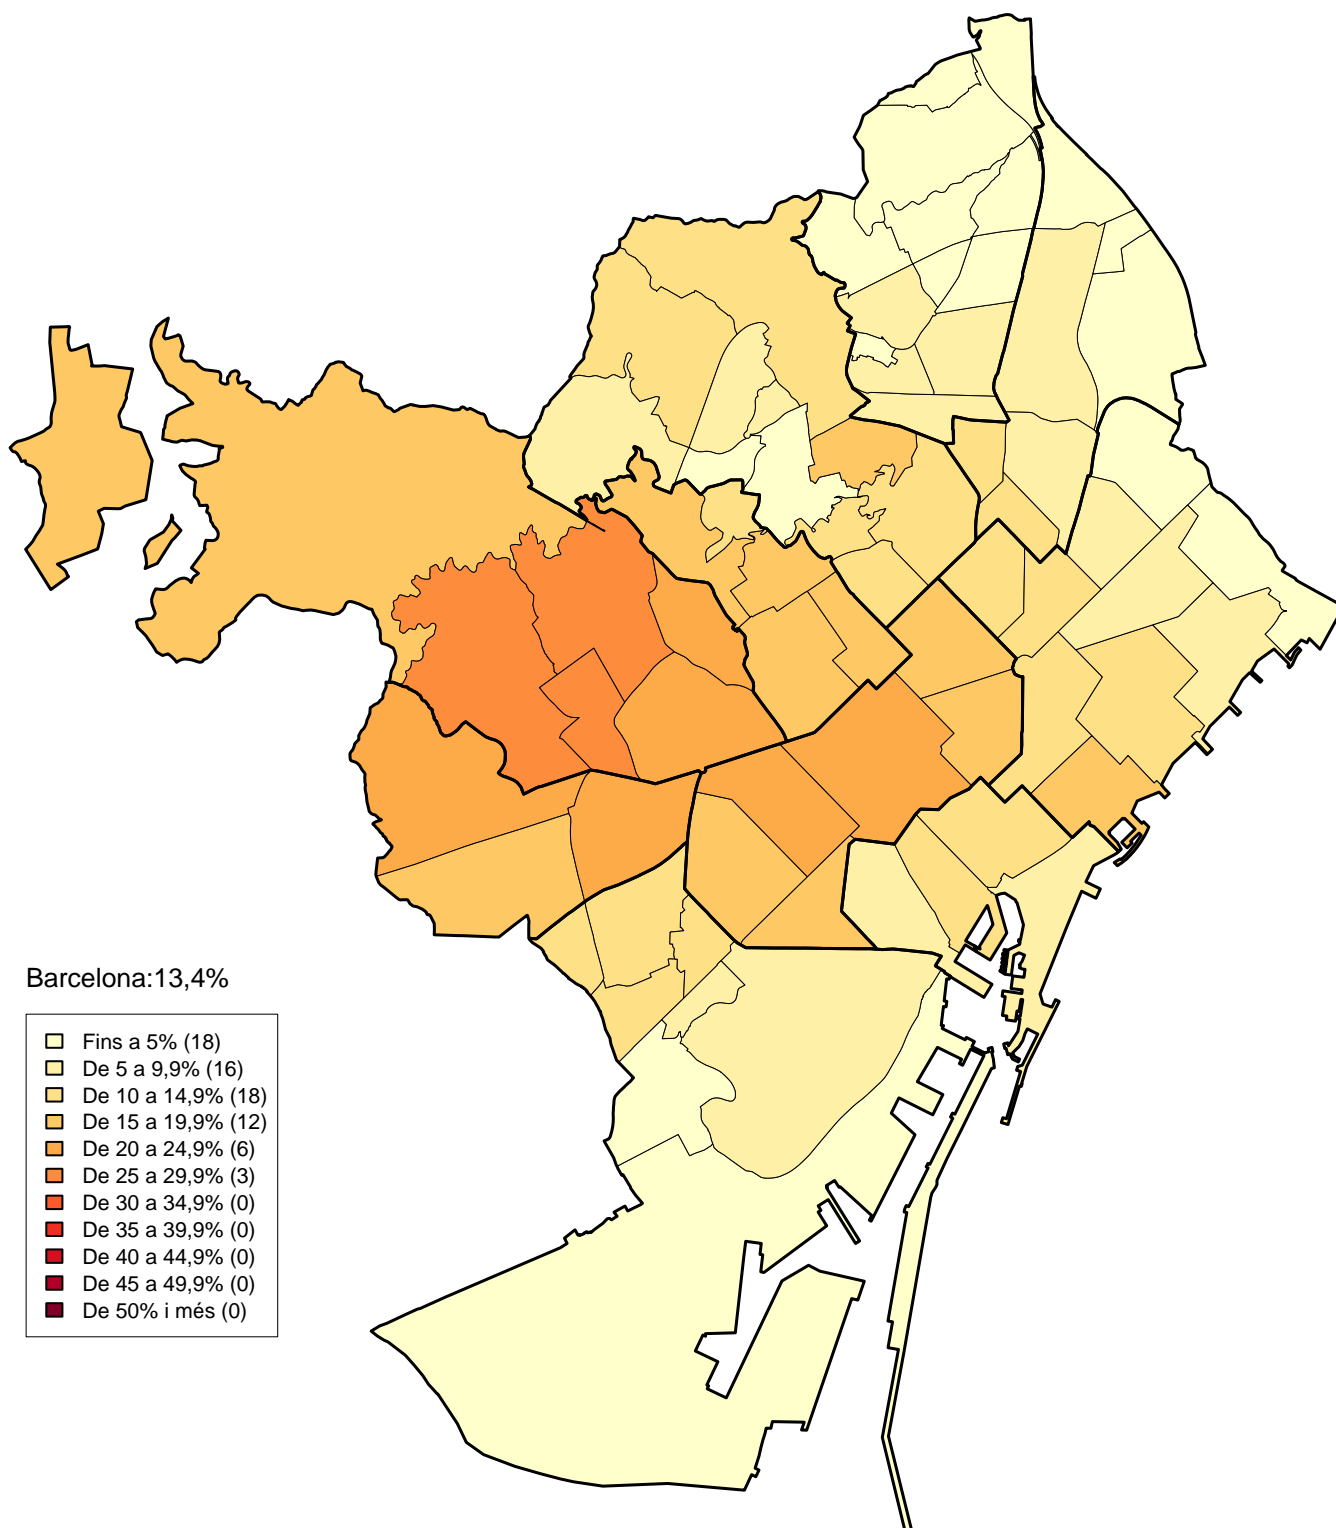 Barcelona:13,4%
Fins a 5% (18)
De 5 a 9,9% (16)
De 10 a 14,9% (18)
De 15 a 19,9% (12)
De 20 a 24,9% (6)
De 25 a 29,9% (3)
De 30 a 34,9% (0)
De 35 a 39,9% (0)
De 40 a 44,9% (0)
De 45 a 49,9% (0)
De 50% i més (0)